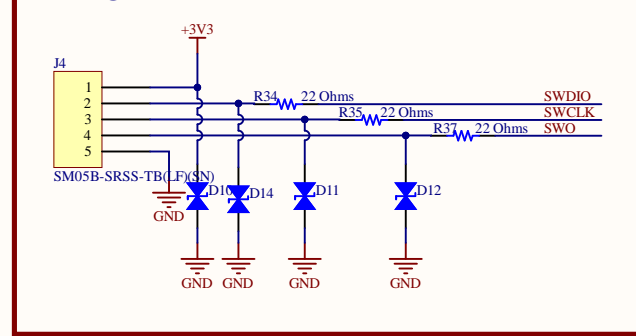 +3V3
J4
1
2
3
4
5
R34 22 Ohms SWDIO
R35 22 Ohms SWCLK
R37 22 Ohms SWO
SM05B-SRSS-TB(LF)(SN)
D14
D11
D12
GND
GND
GND
GND
GND